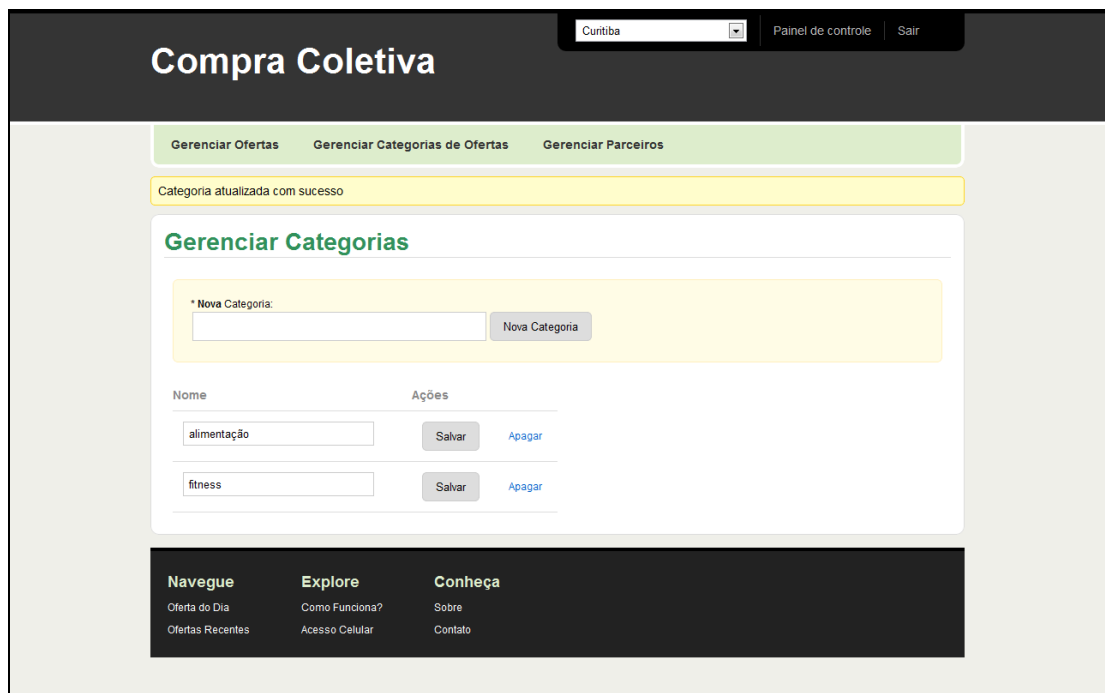 Curitiba Painel de controle Sair
Compra Coletiva
Gerenciar Ofertas Gerenciar Categorias de Ofertas Gerenciar Parceiros
Categoria atualizada com sucesso
Gerenciar Categorias
* Nova Categoria:
Nova Categoria
Nome Ações
alimentação Salvar Apagar
fitness Salvar Apagar
Navegue Explore Conheça
Oferta do Dia Como Funciona? Sobre
Ofertas Recentes Acesso Celular Contato